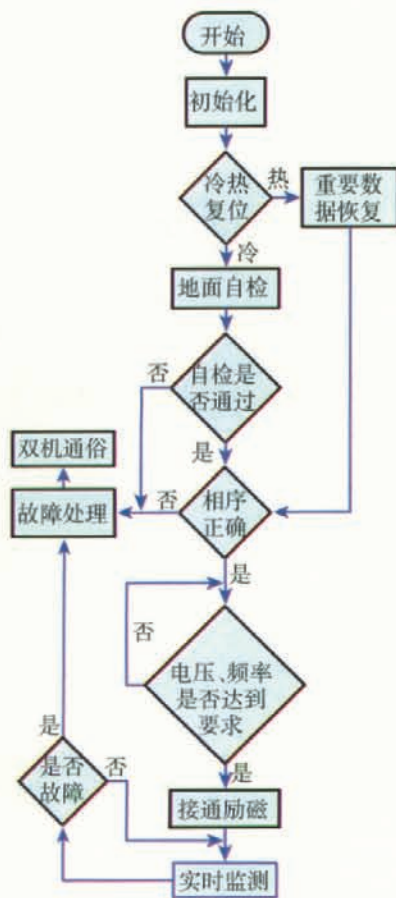 开始
初始化
冷热
复位
热
重要数
据恢复
冷
地面自检
自检是
否通过
否
是
双机通俗
故障处理
否
相序
正确
是
否
电压、频率
是否达到
要求
是
是
是否
故障
否
接通励磁
实时监测